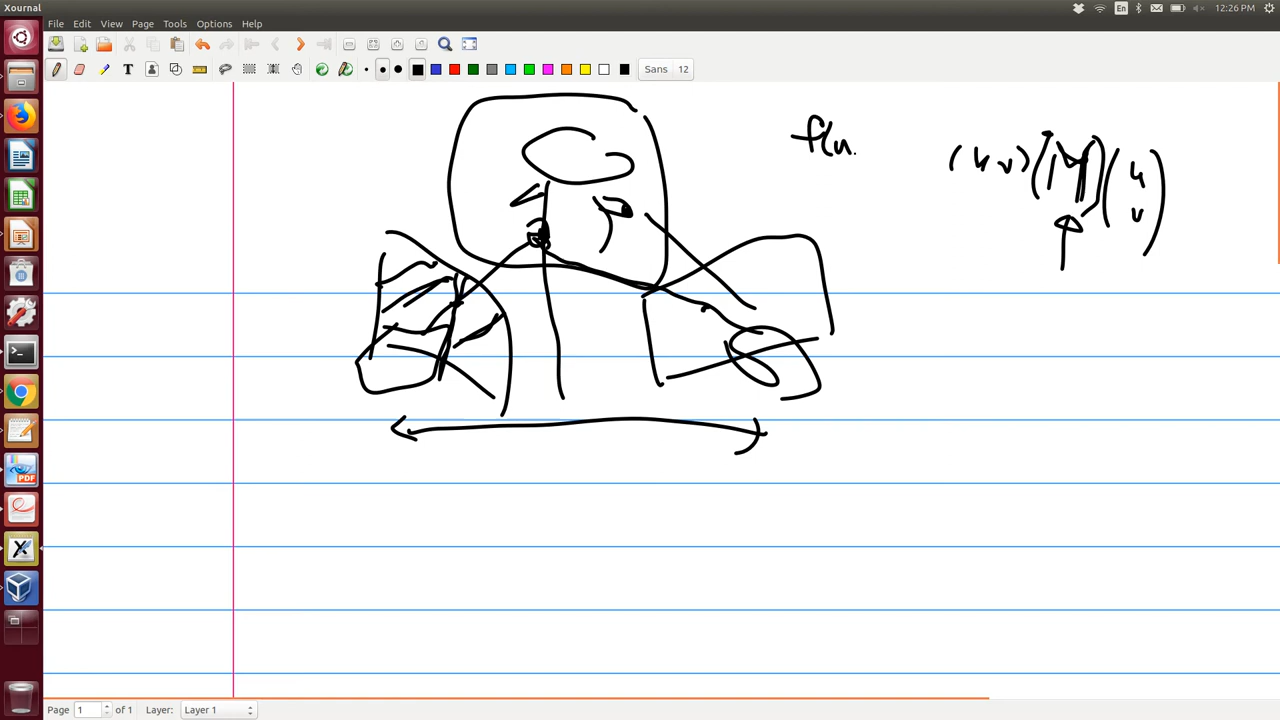 Xournal
En 12:26 PM
File Edit View Page Tools Options Help
T Sans 12
f(u
(u v) ( M ) ( u
v )
Page 1 of 1 Layer: Layer 1